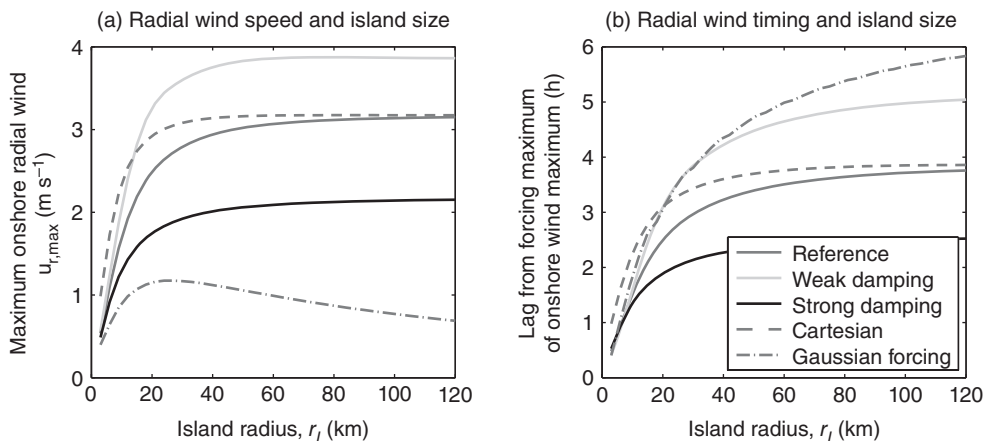 (a) Radial wind speed and island size
Maximum onshore radial wind
u_r,max (m s⁻¹)
4
3
2
1
0
0 20 40 60 80 100 120
Island radius, r_I (km)
(b) Radial wind timing and island size
Lag from forcing maximum
of onshore wind maximum (h)
6
5
4
3
2
1
0
0 20 40 60 80 100 120
Island radius, r_I (km)
Reference
Weak damping
Strong damping
Cartesian
Gaussian forcing